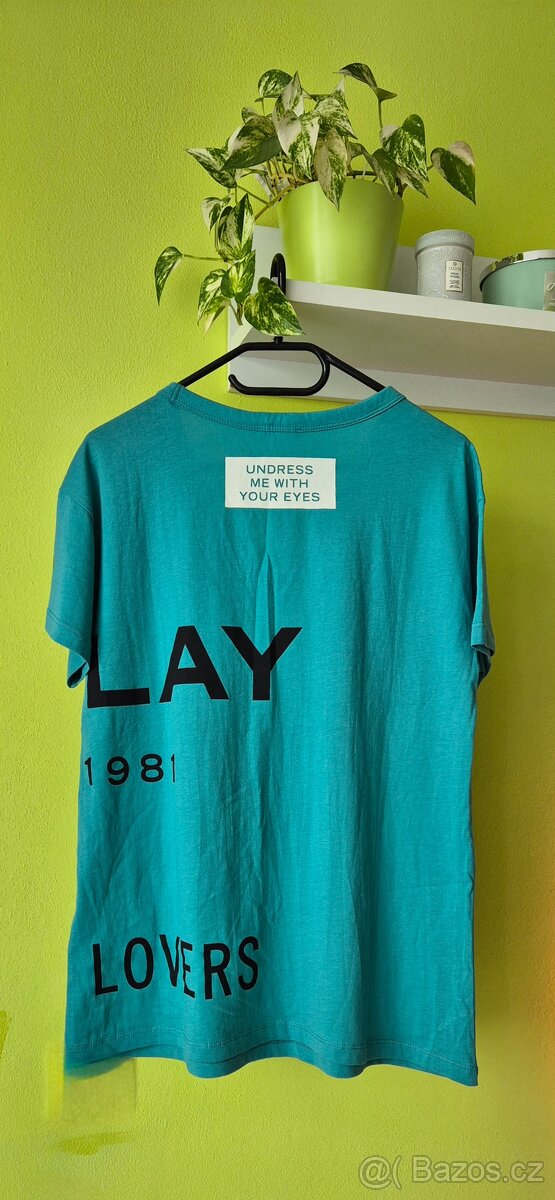 UNDRESS
ME WITH
YOUR EYES
LAY
1981
LOVERS
@( Bazos.cz